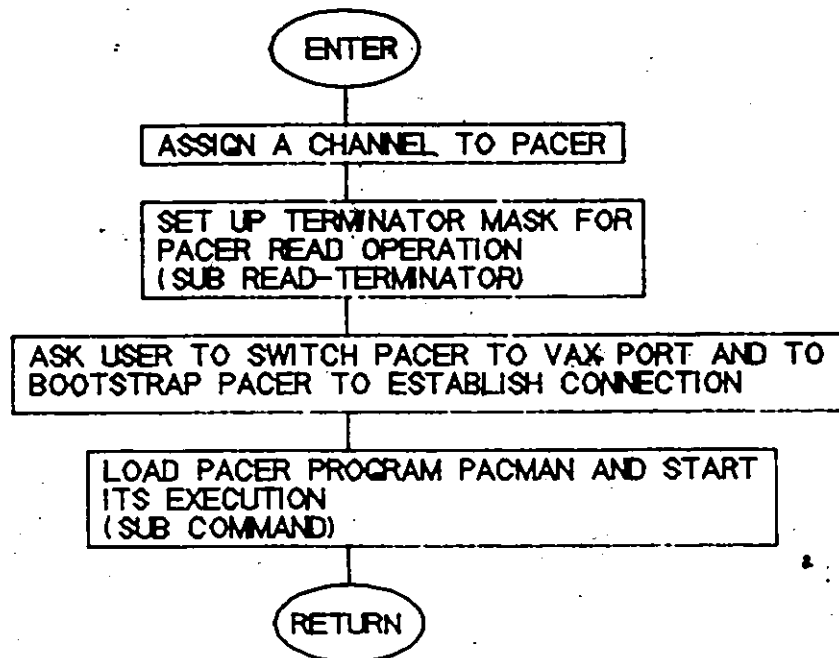 ENTER
ASSIGN A CHANNEL TO PACER
SET UP TERMINATOR MASK FOR
PACER READ OPERATION
(SUB READ-TERMINATOR)
ASK USER TO SWITCH PACER TO VAX PORT AND TO
BOOTSTRAP PACER TO ESTABLISH CONNECTION
LOAD PACER PROGRAM PACMAN AND START
ITS EXECUTION
(SUB COMMAND)
RETURN